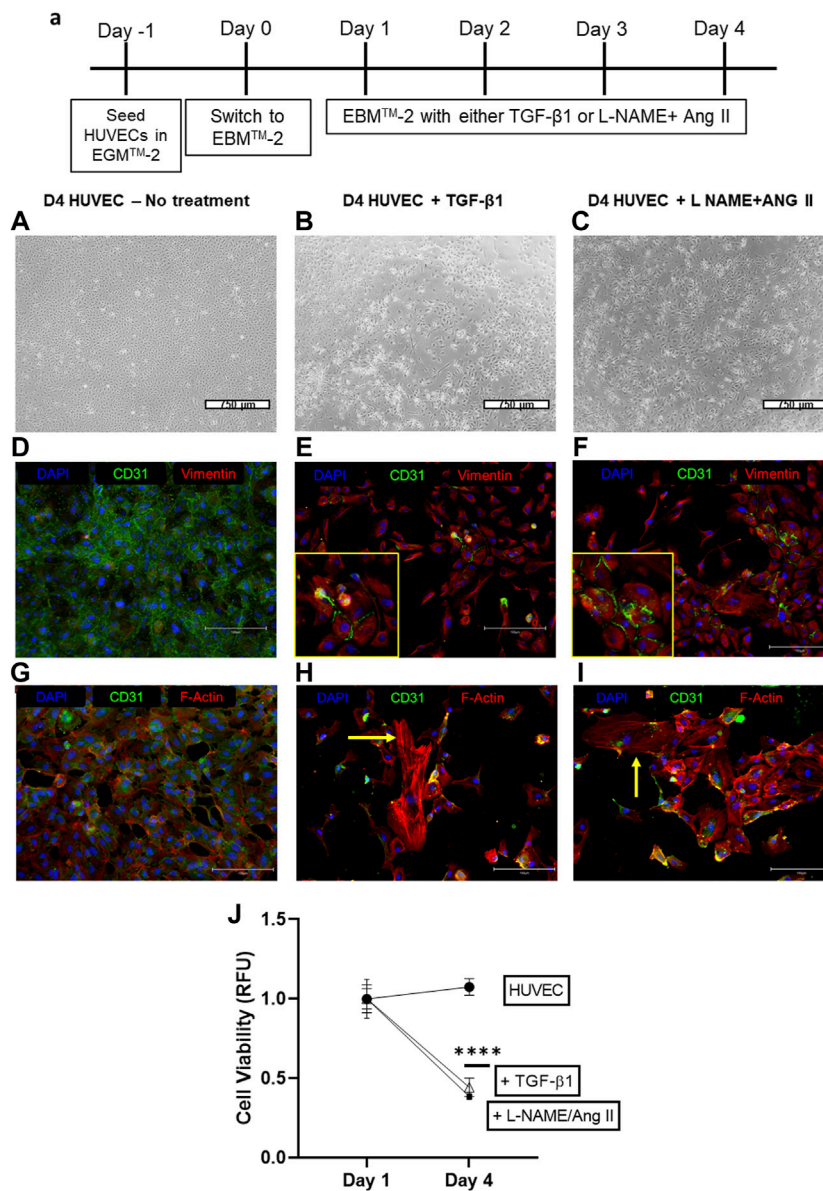 a
Day -1 Day 0 Day 1 Day 2 Day 3 Day 4
Seed
HUVECs in
EGM™-2
Switch to
EBM™-2
EBM™-2 with either TGF-β1 or L-NAME+ Ang II
D4 HUVEC – No treatment D4 HUVEC + TGF-β1 D4 HUVEC + L NAME+ANG II
A B C
750 µm 750 µm 750 µm
D E F
DAPI CD31 Vimentin DAPI CD31 Vimentin DAPI CD31 Vimentin
G H I
DAPI CD31 F-Actin DAPI CD31 F-Actin DAPI CD31 F-Actin
J
Cell Viability (RFU)
1.5
1.0
0.5
0.0
HUVEC
****
+ TGF-β1
+ L-NAME/Ang II
Day 1 Day 4